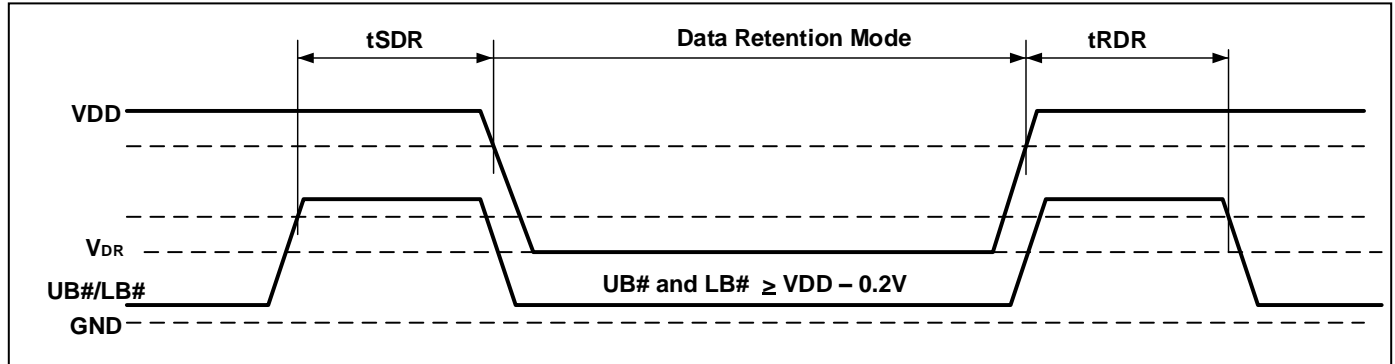 tSDR Data Retention Mode tRDR
VDD
VDR
UB# and LB# ≥ VDD – 0.2V
UB#/LB#
GND